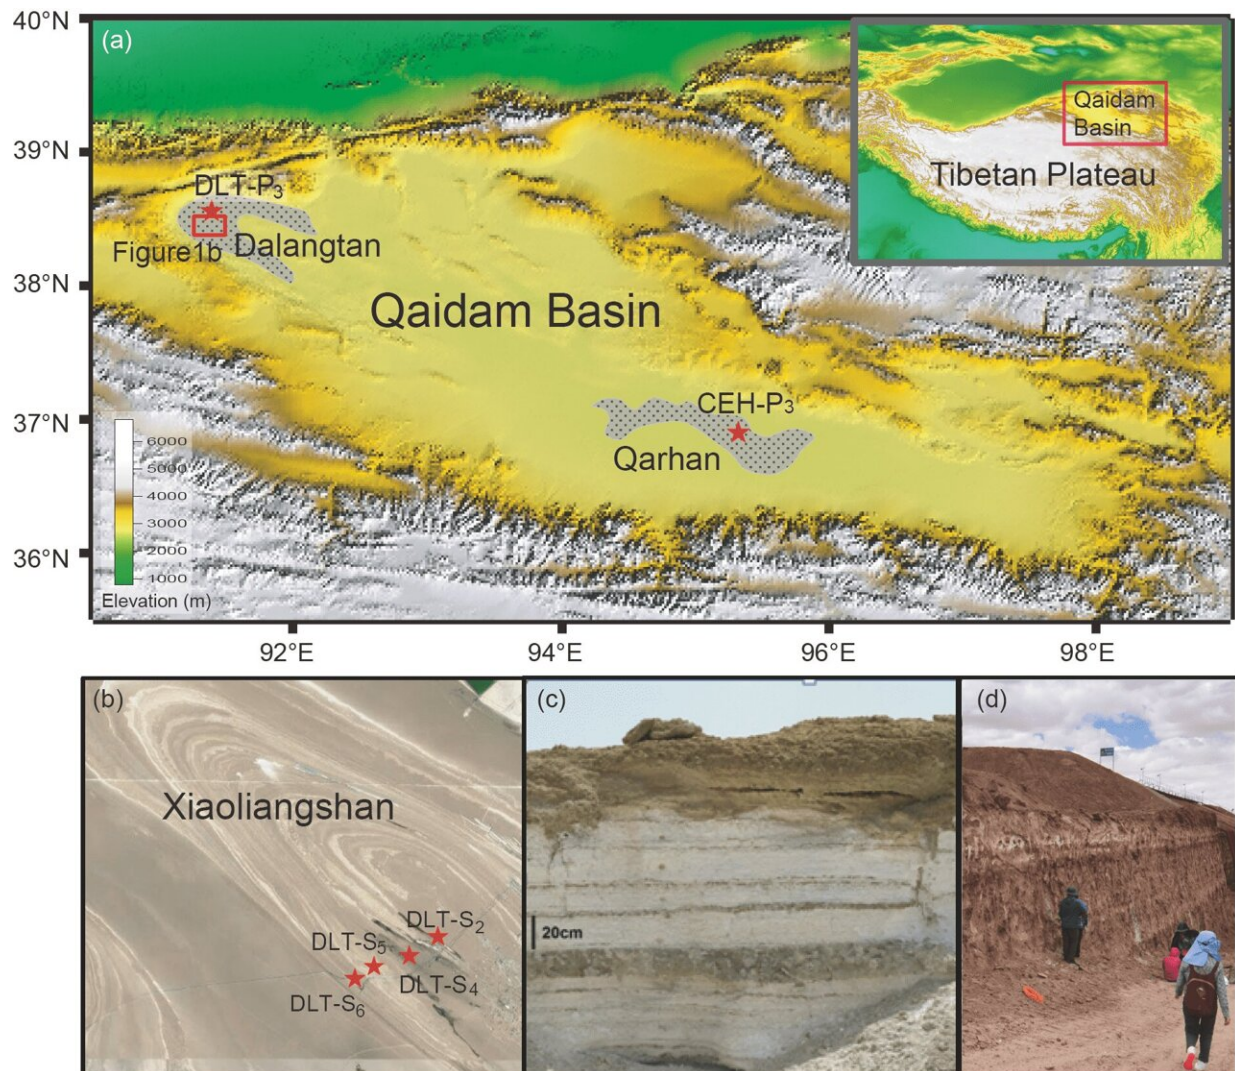 40°N
39°N
38°N
37°N
36°N
(a)
DLT-P₃
Figure1b
Dalangtan
Qaidam Basin
CEH-P₃
Qarhan
Qaidam
Basin
Tibetan Plateau
6000
5000
4000
3000
2000
1000
Elevation (m)
92°E
94°E
96°E
98°E
(b)
Xiaoliangshan
DLT-S₂
DLT-S₅
DLT-S₄
DLT-S₆
(c)
20cm
(d)